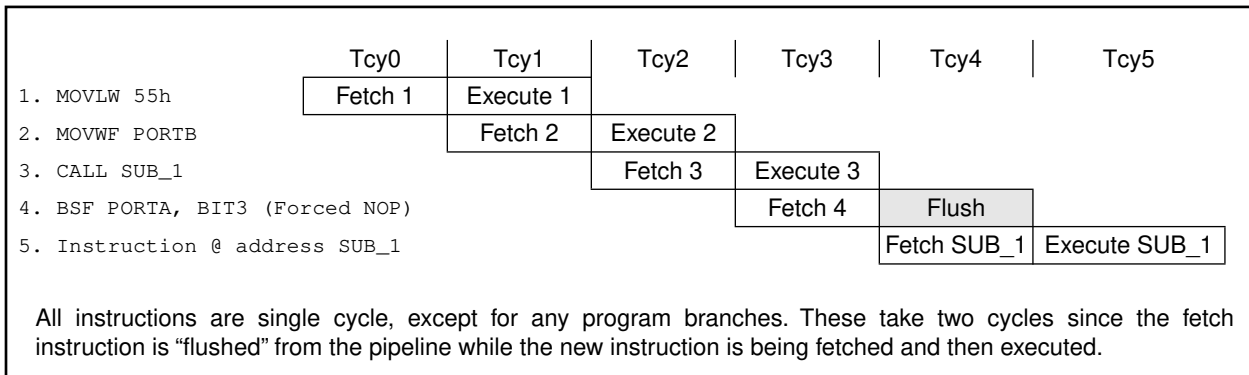 Tcy0 Tcy1 Tcy2 Tcy3 Tcy4 Tcy5
1. MOVLW 55h Fetch 1 Execute 1
2. MOVWF PORTB Fetch 2 Execute 2
3. CALL SUB_1 Fetch 3 Execute 3
4. BSF PORTA, BIT3 (Forced NOP) Fetch 4 Flush
5. Instruction @ address SUB_1 Fetch SUB_1 Execute SUB_1
All instructions are single cycle, except for any program branches. These take two cycles since the fetch
instruction is “flushed” from the pipeline while the new instruction is being fetched and then executed.